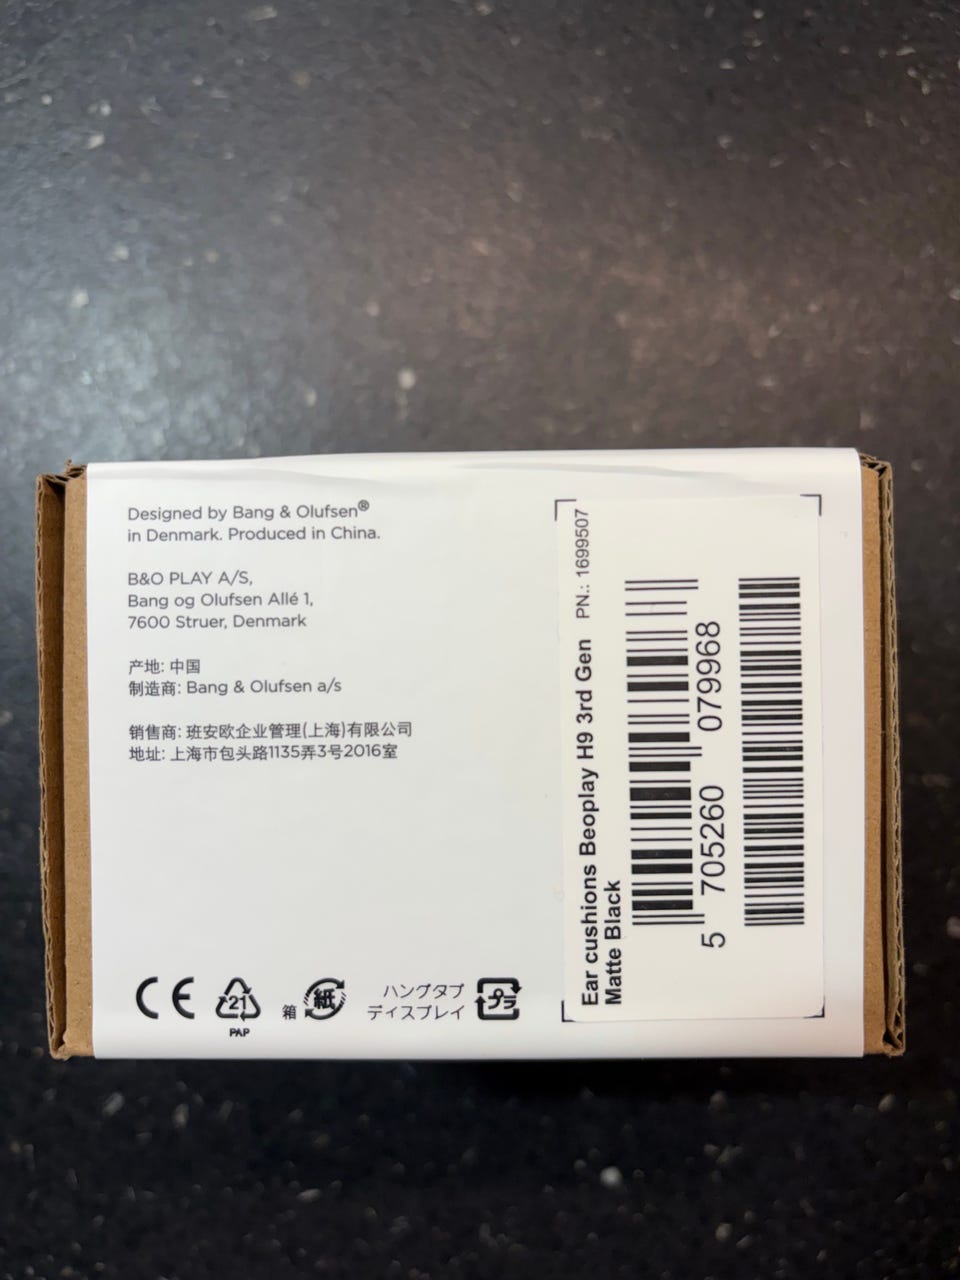 Designed by Bang & Olufsen®
in Denmark. Produced in China.
B&O PLAY A/S,
Bang og Olufsen Allé 1,
7600 Struer, Denmark
产地: 中国
制造商: Bang & Olufsen a/s
销售商: 班安欧企业管理(上海)有限公司
地址: 上海市包头路1135弄3号2016室
CE
21
PAP
箱
紙
ハングタブ
ディスプレイ
プラ
Ear cushions Beoplay H9 3rd Gen PN.: 1699507
Matte Black
5 705260 079968